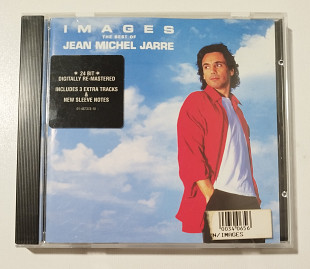 IMAGES
THE BEST OF
JEAN MICHEL JARRE
* 24 BIT *
DIGITALLY RE-MASTERED
INCLUDES 3 EXTRA TRACKS
&
NEW SLEEVE NOTES
N/IMAGES